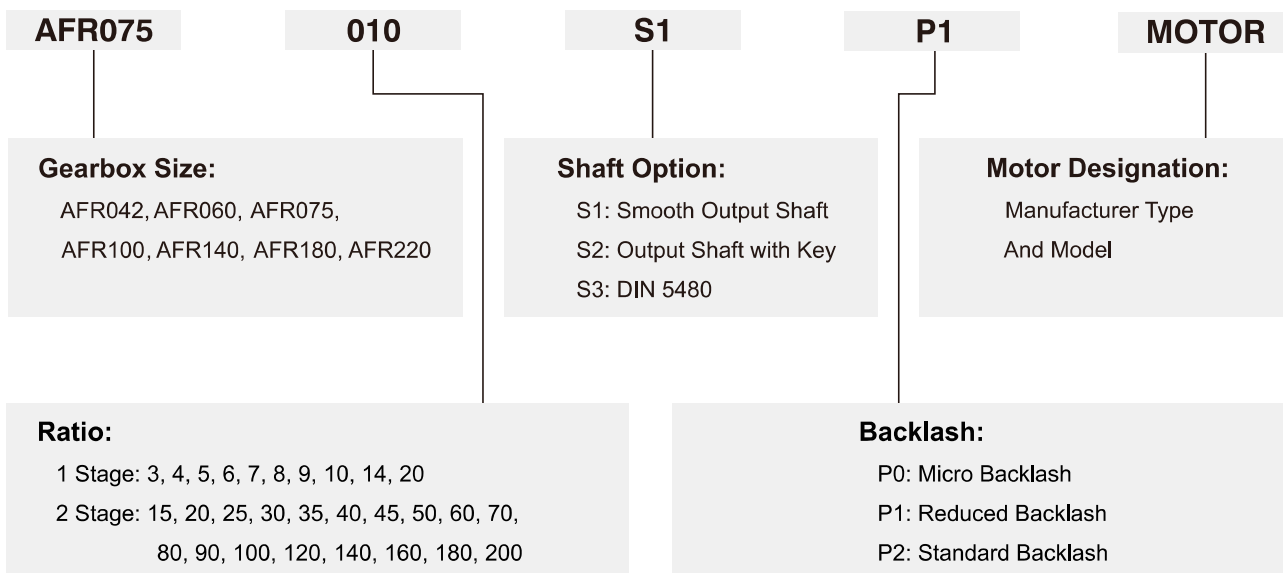 AFR075 010 S1 P1 MOTOR
Gearbox Size:
AFR042, AFR060, AFR075,
AFR100, AFR140, AFR180, AFR220
Shaft Option:
S1: Smooth Output Shaft
S2: Output Shaft with Key
S3: DIN 5480
Motor Designation:
Manufacturer Type
And Model
Ratio:
1 Stage: 3, 4, 5, 6, 7, 8, 9, 10, 14, 20
2 Stage: 15, 20, 25, 30, 35, 40, 45, 50, 60, 70,
80, 90, 100, 120, 140, 160, 180, 200
Backlash:
P0: Micro Backlash
P1: Reduced Backlash
P2: Standard Backlash